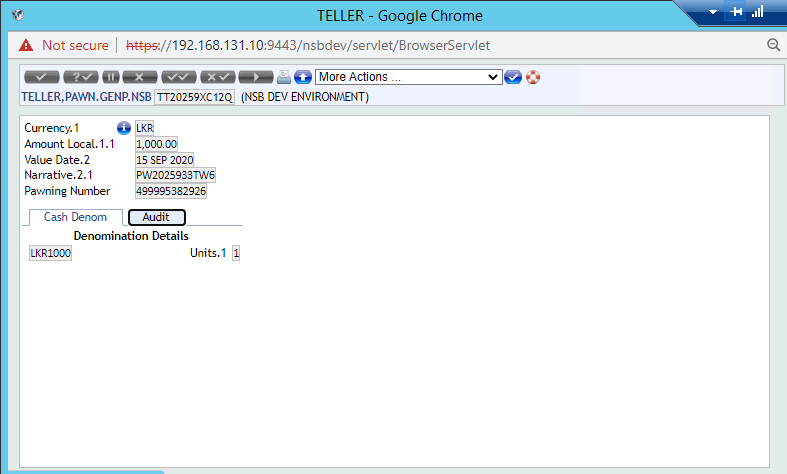 TELLER - Google Chrome
Not secure https://192.168.131.10:9443/nsbdev/servlet/BrowserServlet
More Actions ...
TELLER,PAWN.GENP.NSB TT20259XC12Q (NSB DEV ENVIRONMENT)
Currency.1 LKR
Amount Local.1.1 1,000.00
Value Date.2 15 SEP 2020
Narrative.2.1 PW2025933TW6
Pawning Number 499995382926
Cash Denom Audit
Denomination Details
LKR1000 Units.1 1